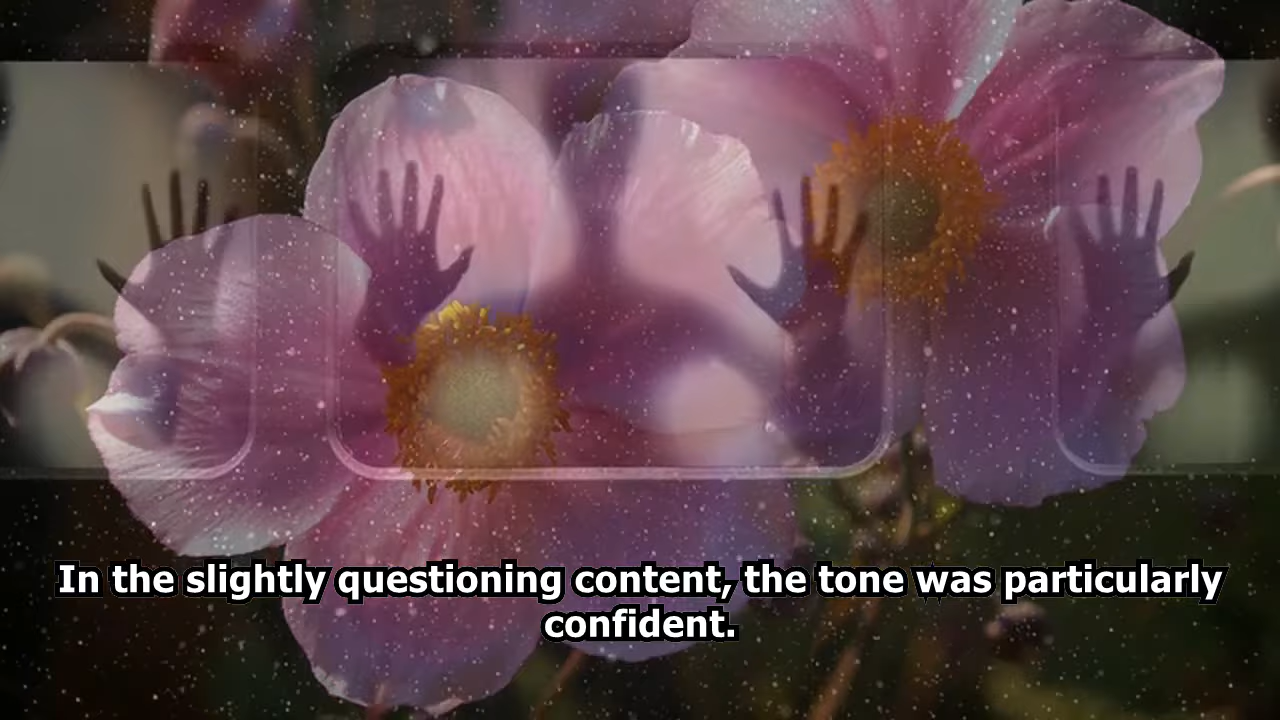 In the slightly questioning content, the tone was particularly
confident.